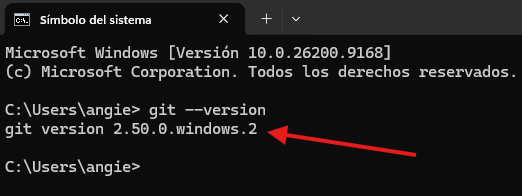 Símbolo del sistema
Microsoft Windows [Versión 10.0.26200.9168]
(c) Microsoft Corporation. Todos los derechos reservados.
C:\Users\angie> git --version
git version 2.50.0.windows.2
C:\Users\angie>